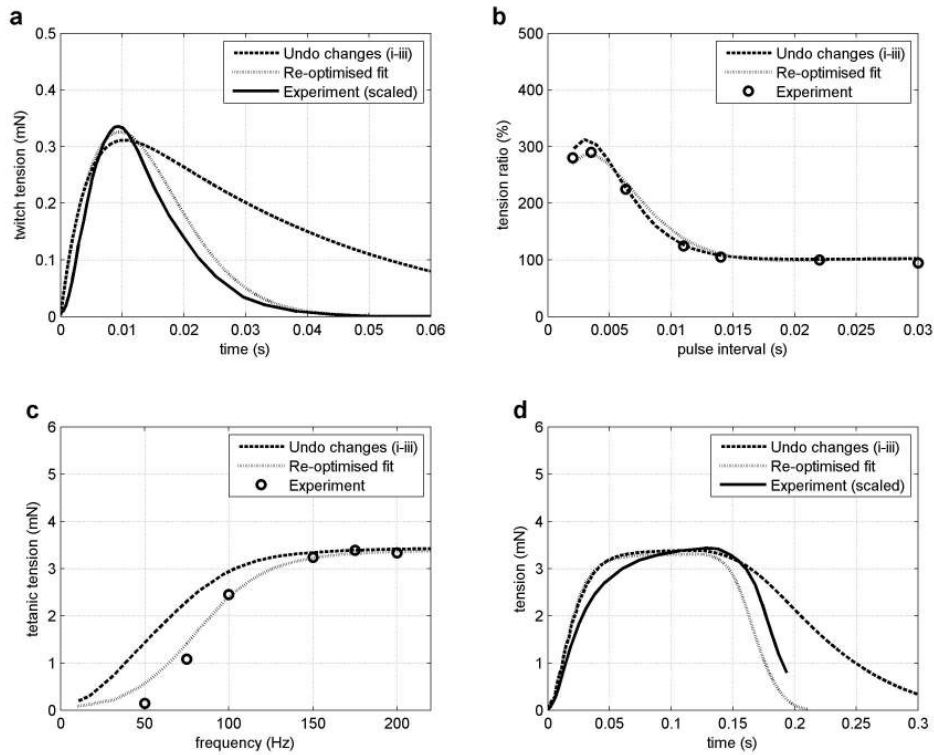 a
0.5
0.4
0.3
0.2
0.1
0
twitch tension (mN)
0 0.01 0.02 0.03 0.04 0.05 0.06
time (s)
Undo changes (i-iii)
Re-optimised fit
Experiment (scaled)
b
500
400
300
200
100
0
tension ratio (%)
0 0.005 0.01 0.015 0.02 0.025 0.03
pulse interval (s)
Undo changes (i-iii)
Re-optimised fit
Experiment
c
6
5
4
3
2
1
0
tetanic tension (mN)
0 50 100 150 200
frequency (Hz)
Undo changes (i-iii)
Re-optimised fit
Experiment
d
6
5
4
3
2
1
0
tension (mN)
0 0.05 0.1 0.15 0.2 0.25 0.3
time (s)
Undo changes (i-iii)
Re-optimised fit
Experiment (scaled)